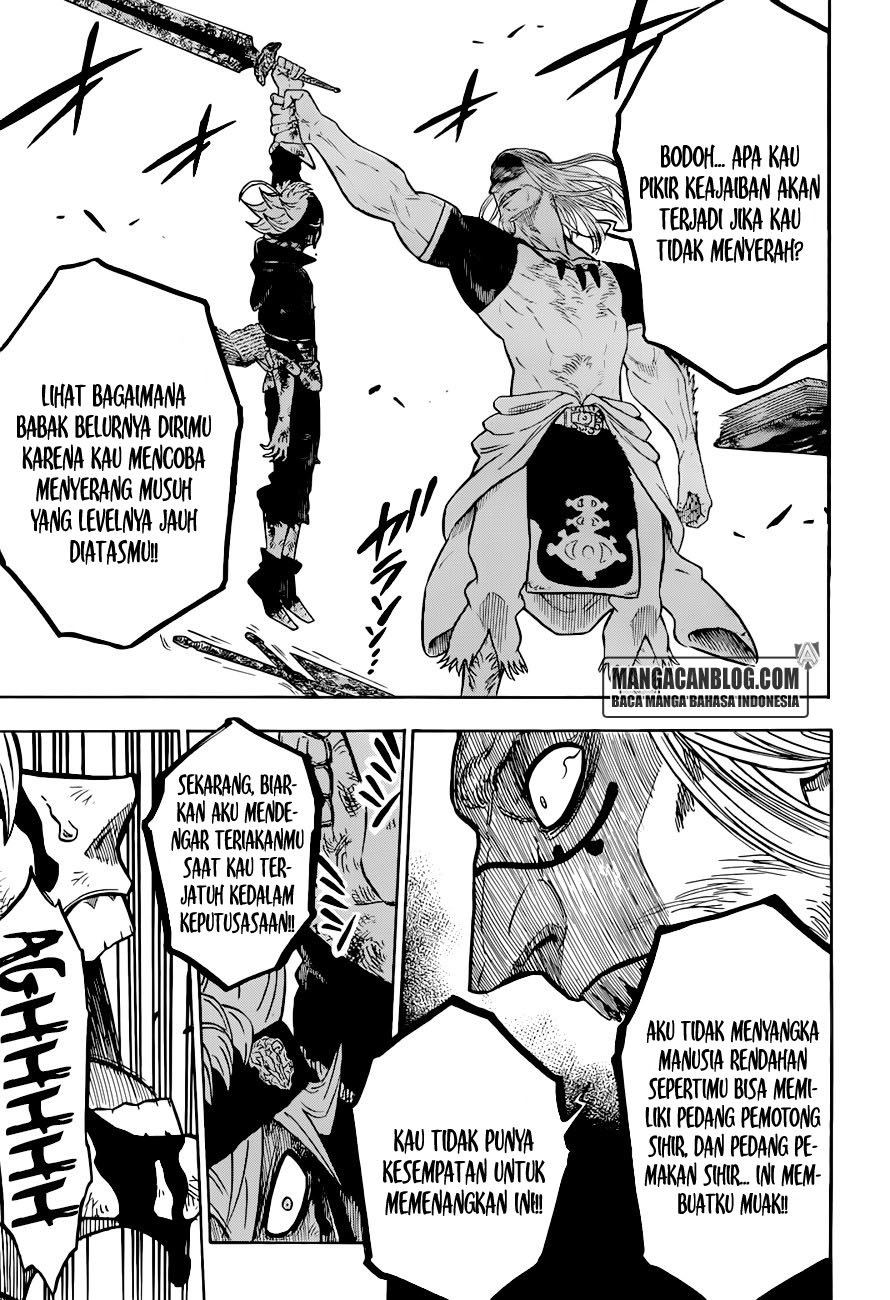 BODOH... APA KAU
PIKIR KEAJAIBAN AKAN
TERJADI JIKA KAU
TIDAK MENYERAH?
LIHAT BAGAIMANA
BABAK BELURNYA DIRIMU
KARENA KAU MENCOBA
MENYERANG MUSUH
YANG LEVELNYA JAUH
DIATASMU!!
MANGACANBLOG.COM
BACA MANGA BAHASA INDONESIA
AKU TIDAK MENYANGKA
MANUSIA RENDAHAN
SEPERTIMU BISA MEMI-
LIKI PEDANG PEMOTONG
SIHIR, DAN PEDANG PE-
MAKAN SIHIR... INI MEM-
BUATKU MUAK!!
KAU TIDAK PUNYA
KESEMPATAN UNTUK
MEMENANGKAN INI!!
SEKARANG, BIAR-
KAN AKU MENDE-
NGAR TERIAKANMU
SAAT KAU TER-
JATUH KEDALAM
KEPUTUSASAAN!!
AGHHHHHH